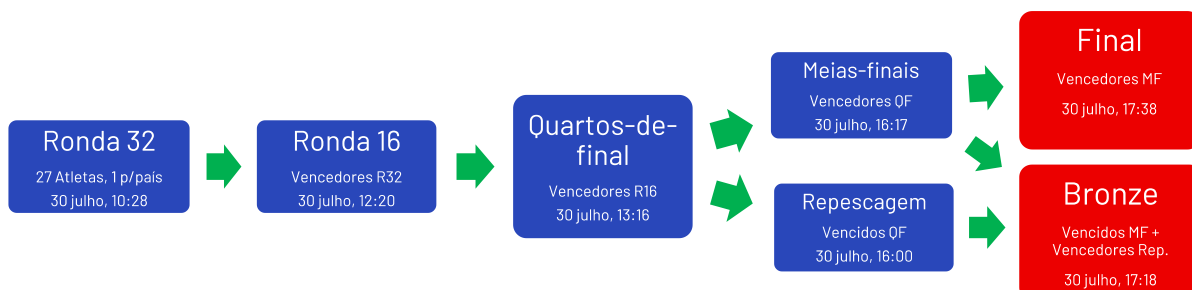 Ronda 32
27 Atletas, 1 p/país
30 julho, 10:28
Ronda 16
Vencedores R32
30 julho, 12:20
Quartos-de-
final
Vencedores R16
30 julho, 13:16
Meias-finais
Vencedores QF
30 julho, 16:17
Repescagem
Vencidos QF
30 julho, 16:00
Final
Vencedores MF
30 julho, 17:38
Bronze
Vencidos MF +
Vencedores Rep.
30 julho, 17:18